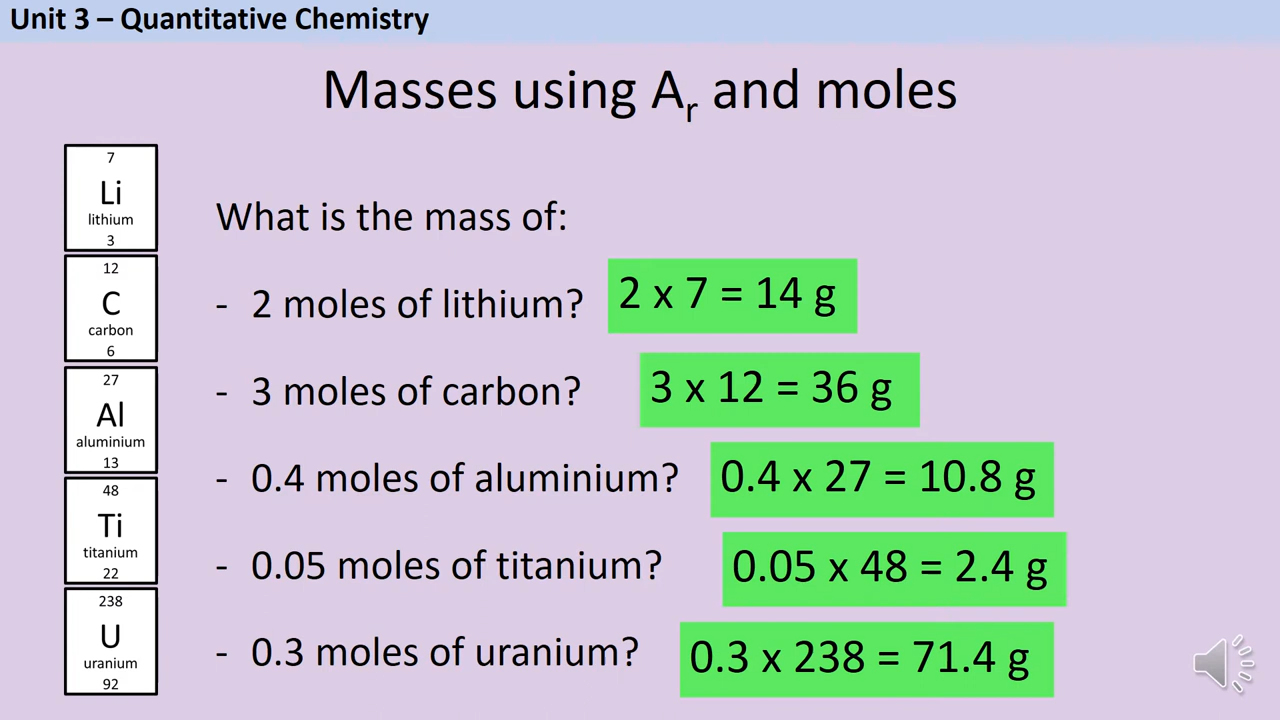 Unit 3 – Quantitative Chemistry
Masses using Ar and moles
7
Li
lithium
3
12
C
carbon
6
27
Al
aluminium
13
48
Ti
titanium
22
238
U
uranium
92
What is the mass of:
- 2 moles of lithium? 2 x 7 = 14 g
- 3 moles of carbon? 3 x 12 = 36 g
- 0.4 moles of aluminium? 0.4 x 27 = 10.8 g
- 0.05 moles of titanium? 0.05 x 48 = 2.4 g
- 0.3 moles of uranium? 0.3 x 238 = 71.4 g